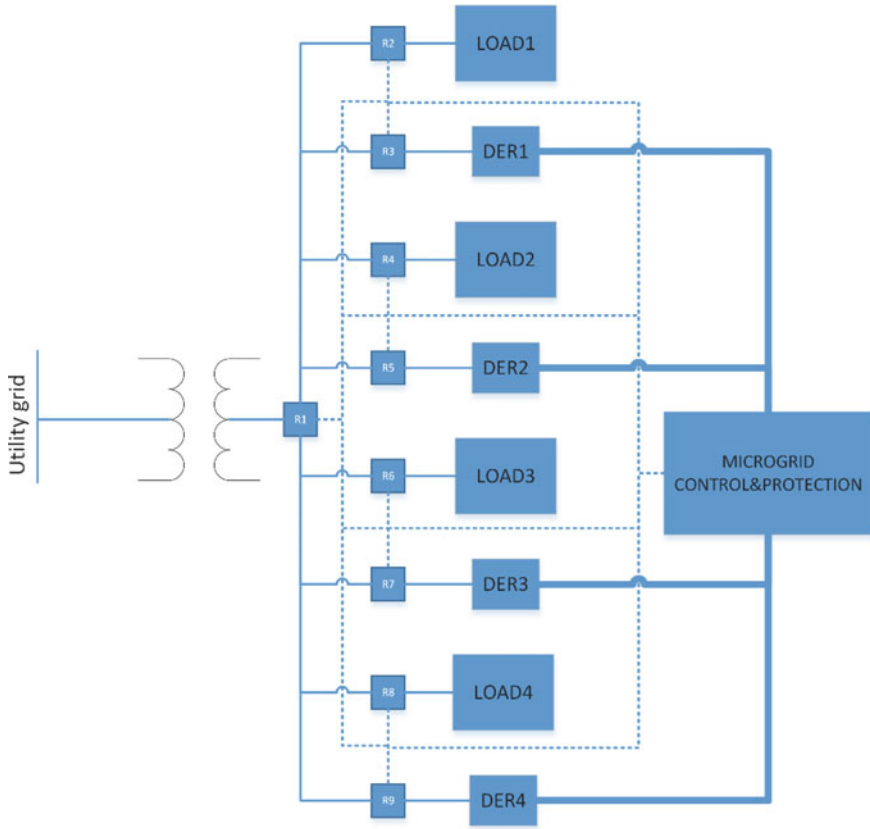 R2
LOAD1
R3
DER1
R4
LOAD2
R5
DER2
Utility grid
R1
R6
LOAD3
MICROGRID
CONTROL&PROTECTION
R7
DER3
R8
LOAD4
R9
DER4